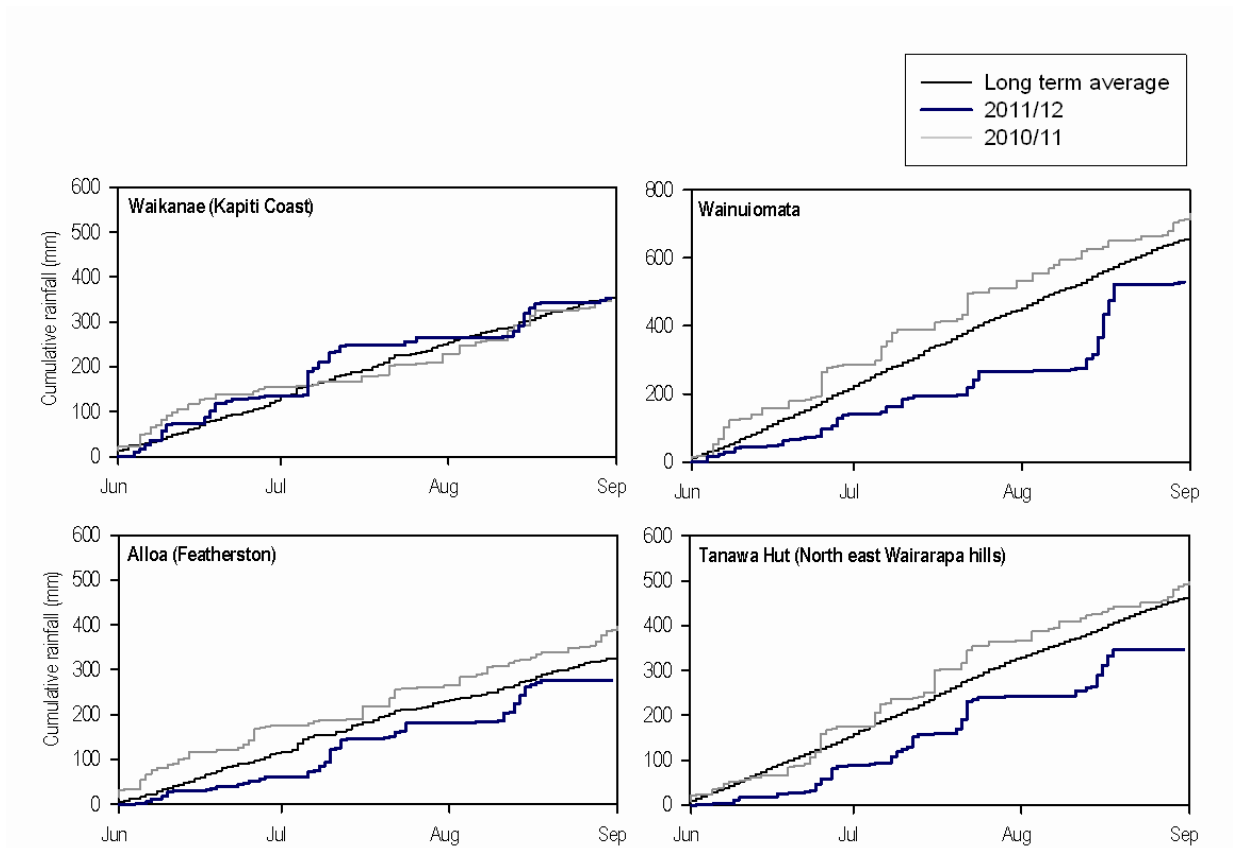 Long term average
2011/12
2010/11
Waikanae (Kapiti Coast)
Cumulative rainfall (mm)
600
500
400
300
200
100
0
Jun
Jul
Aug
Sep
Wainuiomata
800
600
400
200
0
Jun
Jul
Aug
Sep
Alloa (Featherston)
Cumulative rainfall (mm)
600
500
400
300
200
100
0
Jun
Jul
Aug
Sep
Tanawa Hut (North east Wairarapa hills)
600
500
400
300
200
100
0
Jun
Jul
Aug
Sep